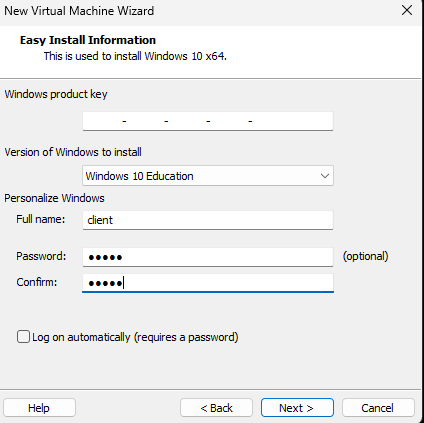 New Virtual Machine Wizard
Easy Install Information
This is used to install Windows 10 x64.
Windows product key
- - - -
Version of Windows to install
Windows 10 Education
Personalize Windows
Full name: client
Password: ●●●●● (optional)
Confirm: ●●●●●
Log on automatically (requires a password)
Help < Back Next > Cancel